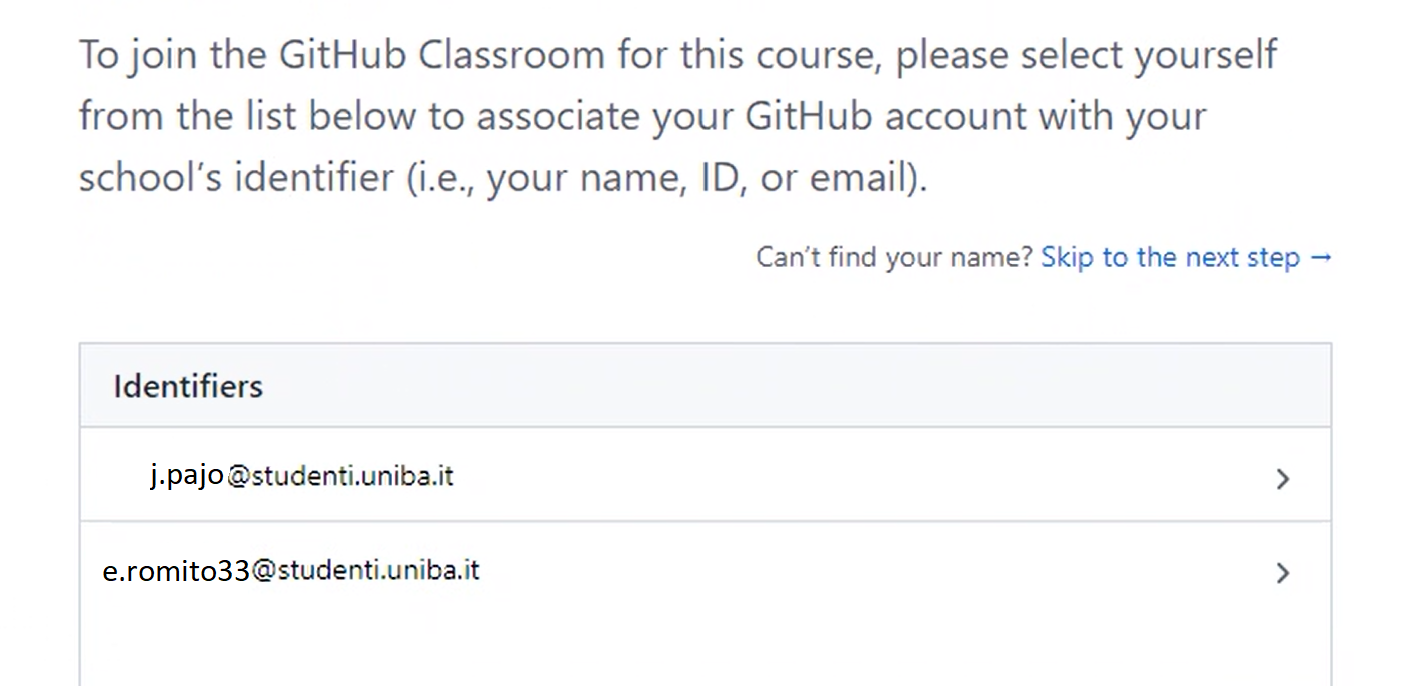 To join the GitHub Classroom for this course, please select yourself
from the list below to associate your GitHub account with your
school’s identifier (i.e., your name, ID, or email).
Can’t find your name? Skip to the next step →
Identifiers
j.pajo@studenti.uniba.it
e.romito33@studenti.uniba.it